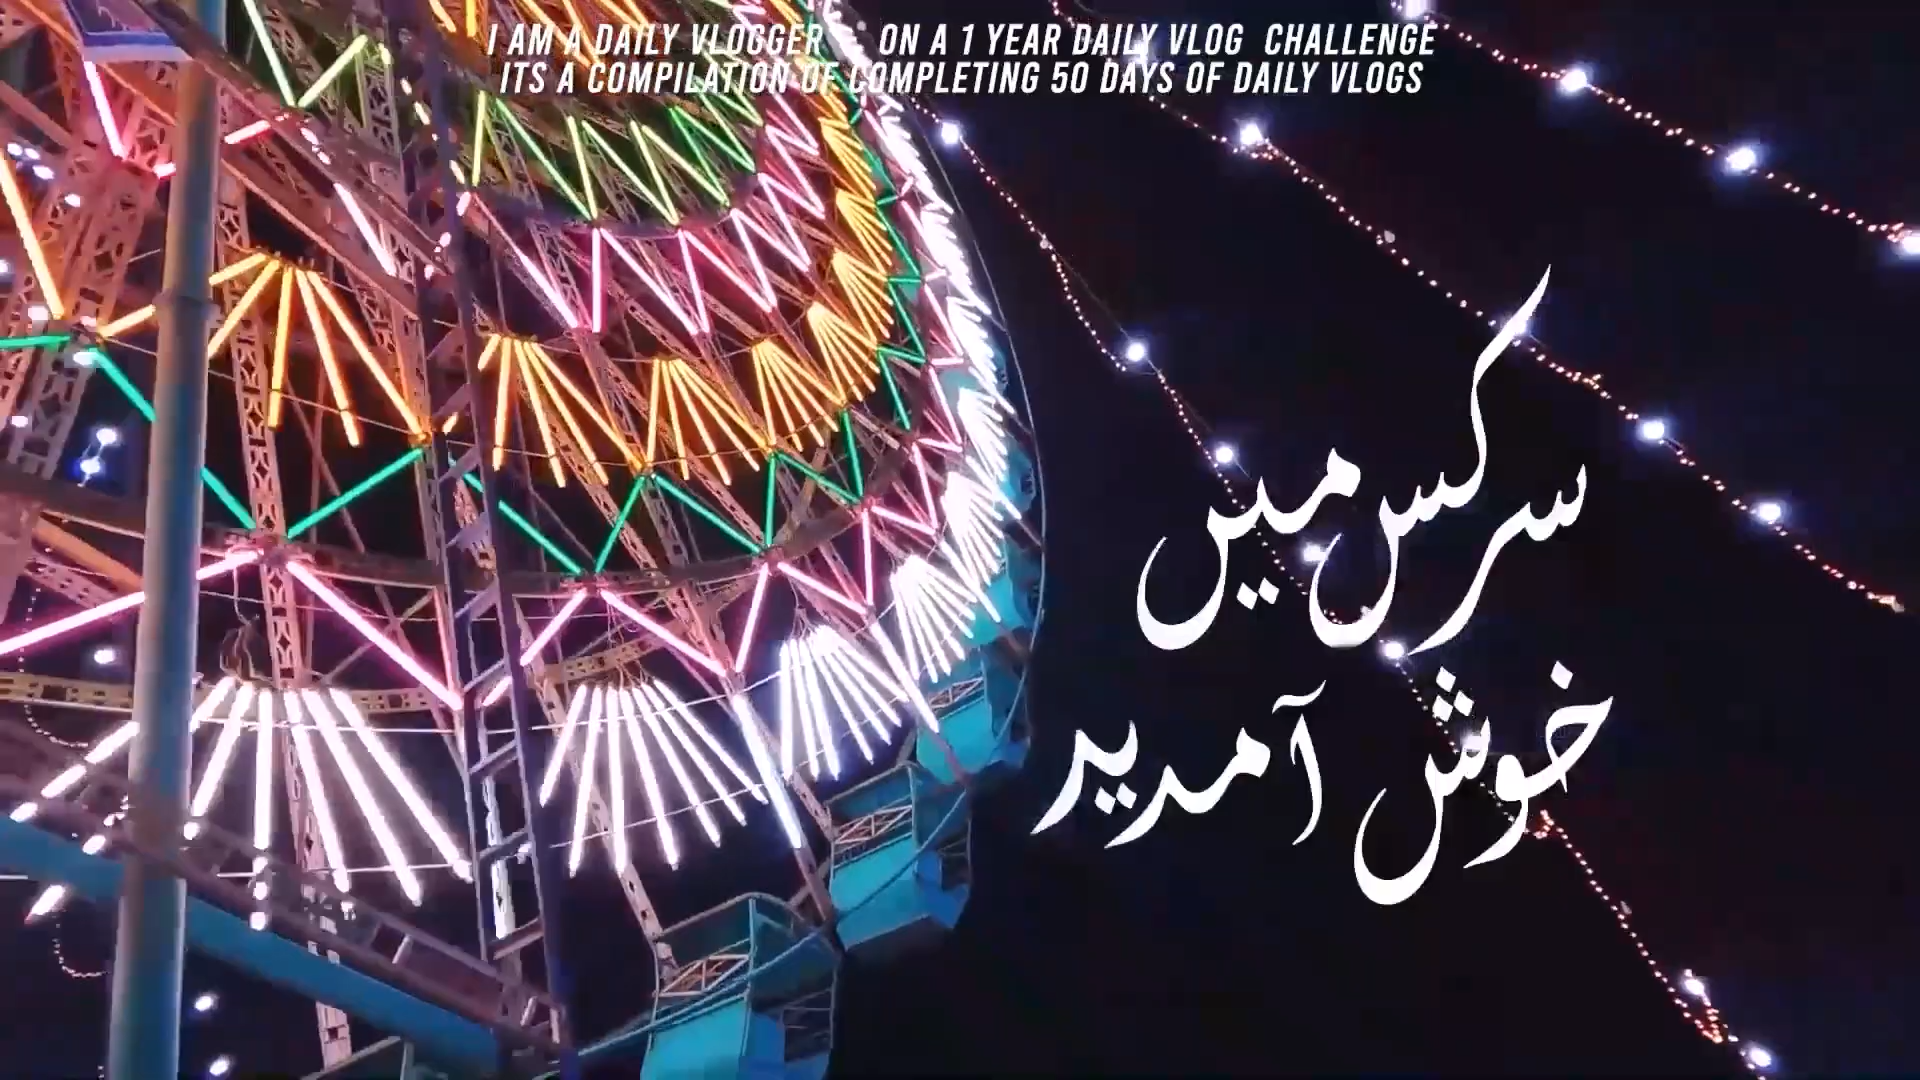 I AM A DAILY VLOGGER ON A 1 YEAR DAILY VLOG CHALLENGE
ITS A COMPILATION OF COMPLETING 50 DAYS OF DAILY VLOGS
سرکس میں
خوش آمدید